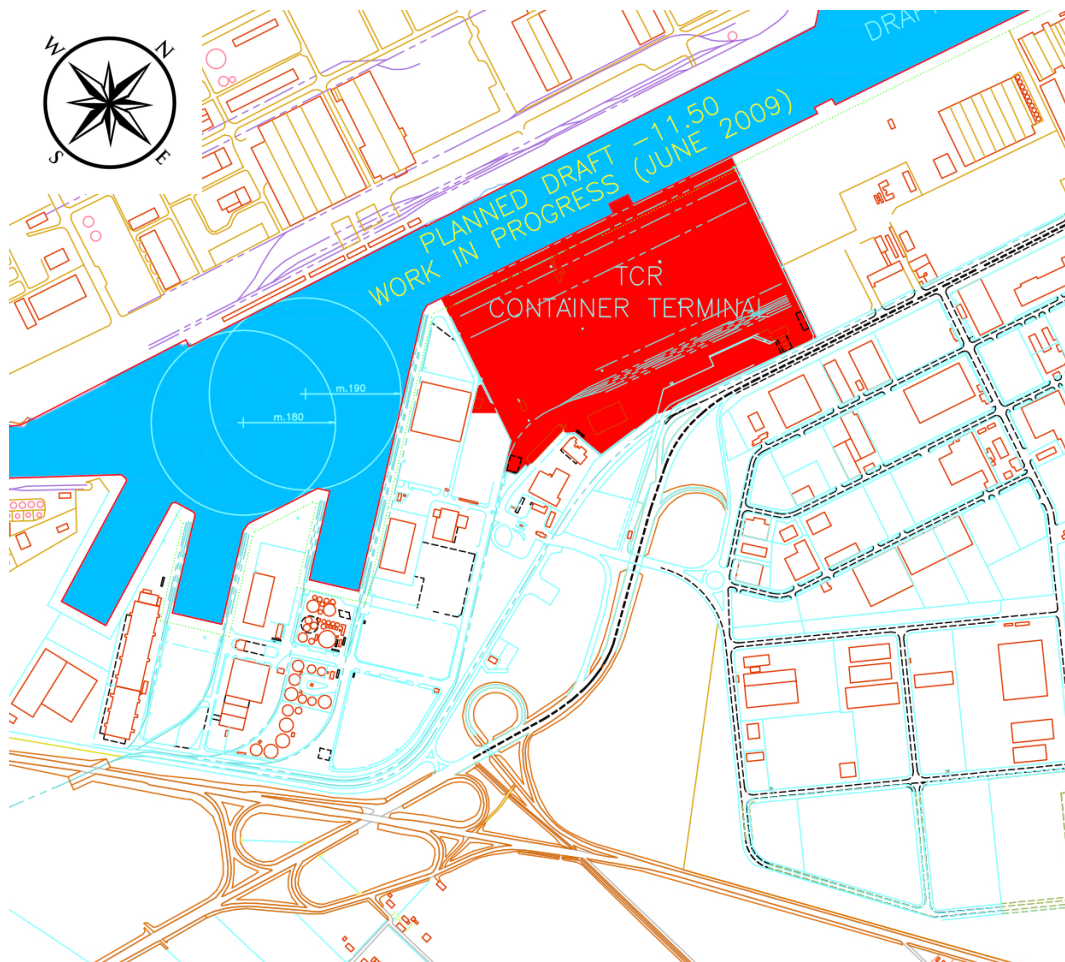 W
N
S
E
DRAFT
PLANNED DRAFT -11.50
WORK IN PROGRESS (JUNE 2009)
TCR
CONTAINER TERMINAL
m.190
m.180